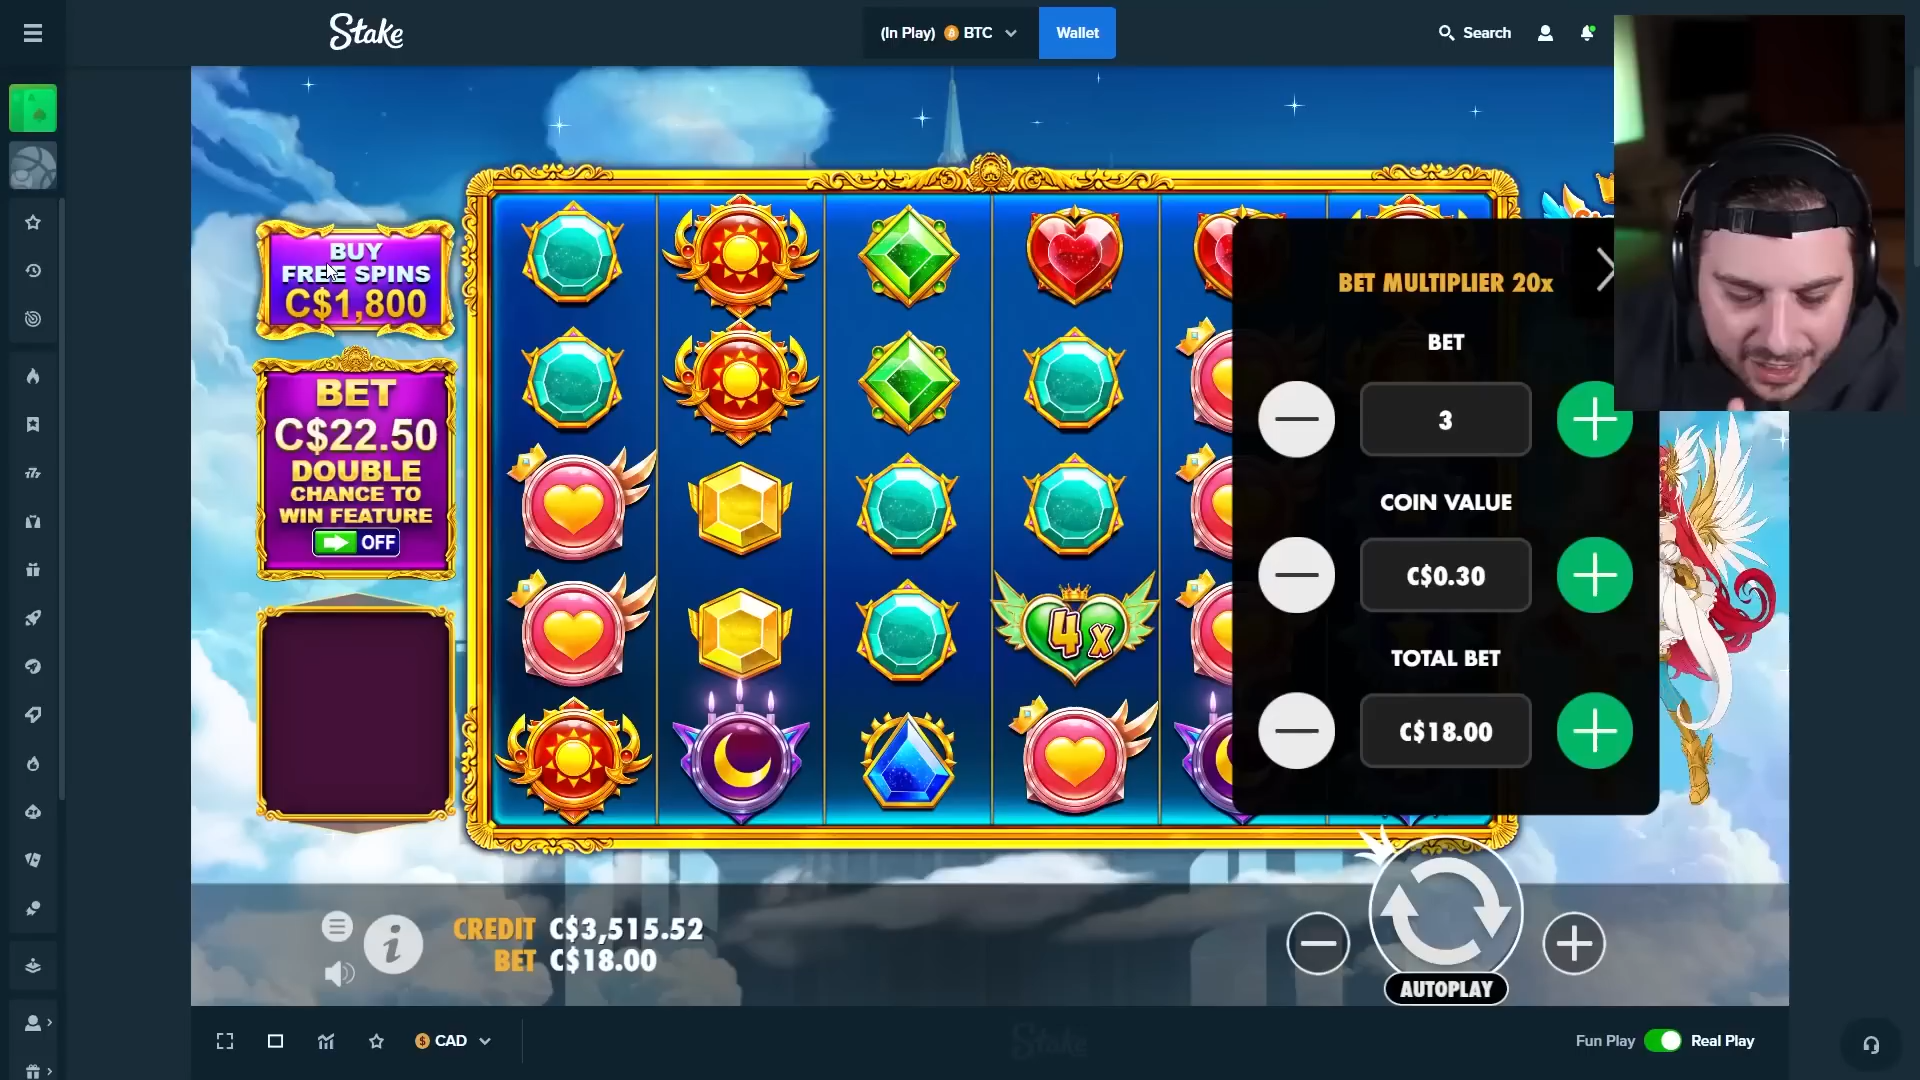 Stake
(In Play) BTC
Wallet
Search
BUY
FREE SPINS
C$1,800
BET
C$22.50
DOUBLE
CHANCE TO
WIN FEATURE
OFF
4x
BET MULTIPLIER 20x
BET
3
COIN VALUE
C$0.30
TOTAL BET
C$18.00
CREDIT C$3,515.52
BET C$18.00
AUTOPLAY
CAD
Stake
Fun Play
Real Play